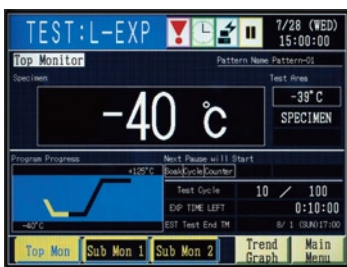 TEST:L-EXP
7/28 (WED)
15:00:00
Top Monitor
Pattern Name Pattern-01
Specimen
Test Area
-40 °C
-39°C
SPECIMEN
Program Progress
Next Pause will Start
+125°C
Soak Cycle Counter
Test Cycle 10 / 100
EXP TIME LEFT 0:10:00
-40°C
EST Test End TM 8/ 1 (SUN)17:00
Top Mon
Sub Mon 1
Sub Mon 2
Trend Graph
Main Menu